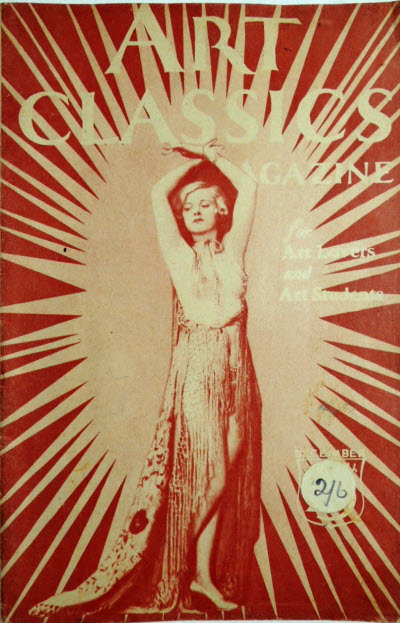 ART
CLASSICS
MAGAZINE
for
Art Lovers
and
Art Students
DECEMBER
2/6